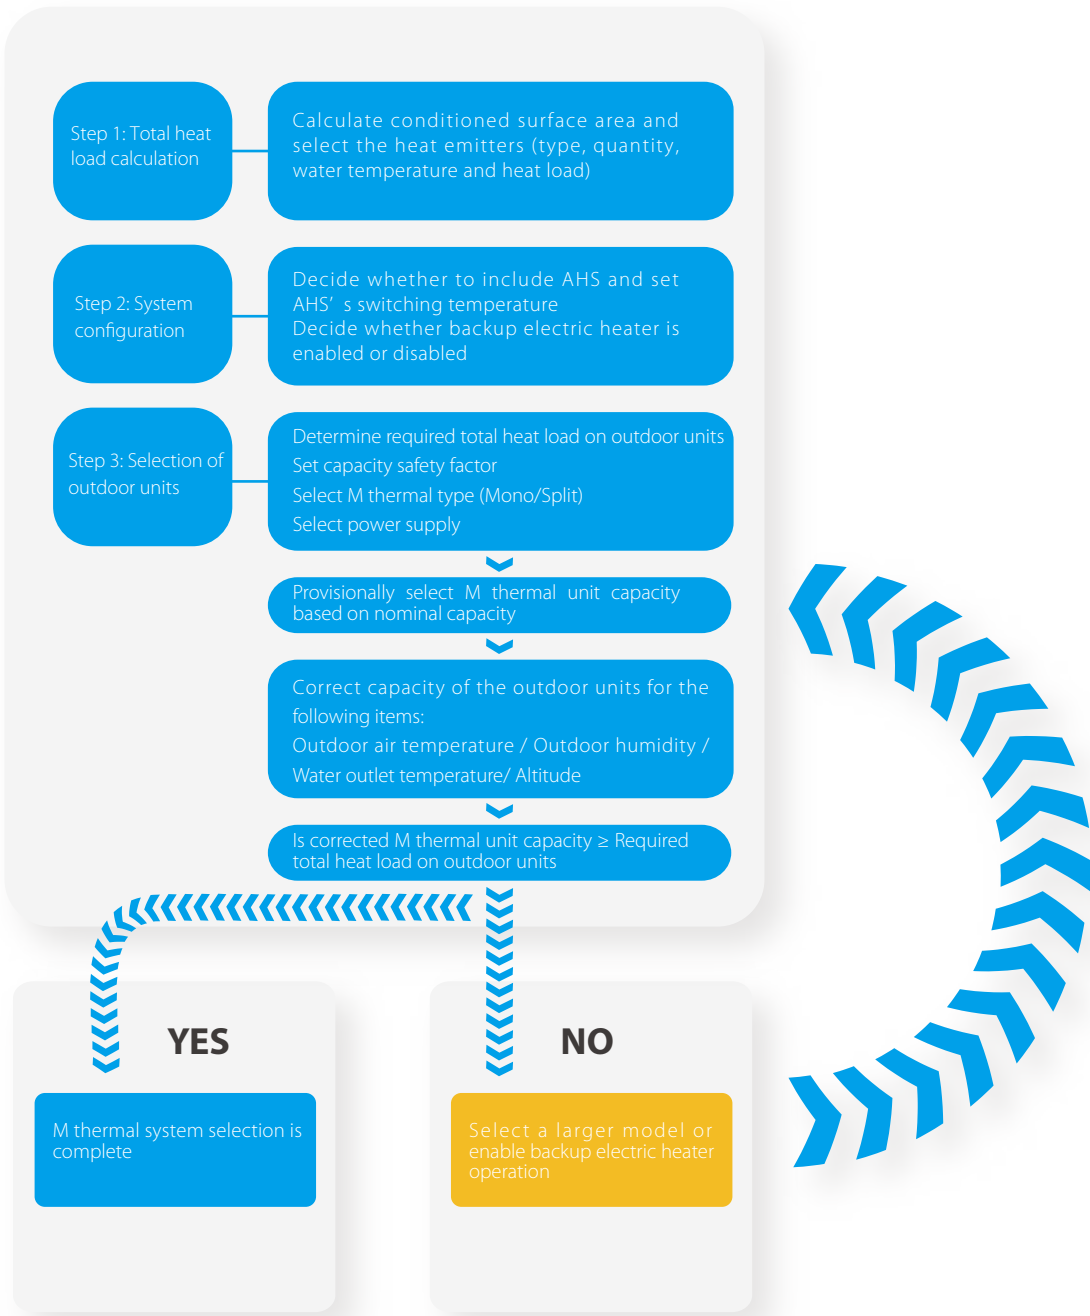 Step 1: Total heat
load calculation
Calculate conditioned surface area and
select the heat emitters (type, quantity,
water temperature and heat load)
Step 2: System
configuration
Decide whether to include AHS and set
AHS’ s switching temperature
Decide whether backup electric heater is
enabled or disabled
Step 3: Selection of
outdoor units
Determine required total heat load on outdoor units
Set capacity safety factor
Select M thermal type (Mono/Split)
Select power supply
Provisionally select M thermal unit capacity
based on nominal capacity
Correct capacity of the outdoor units for the
following items:
Outdoor air temperature / Outdoor humidity /
Water outlet temperature/ Altitude
Is corrected M thermal unit capacity ≥ Required
total heat load on outdoor units
YES
M thermal system selection is
complete
NO
Select a larger model or
enable backup electric heater
operation